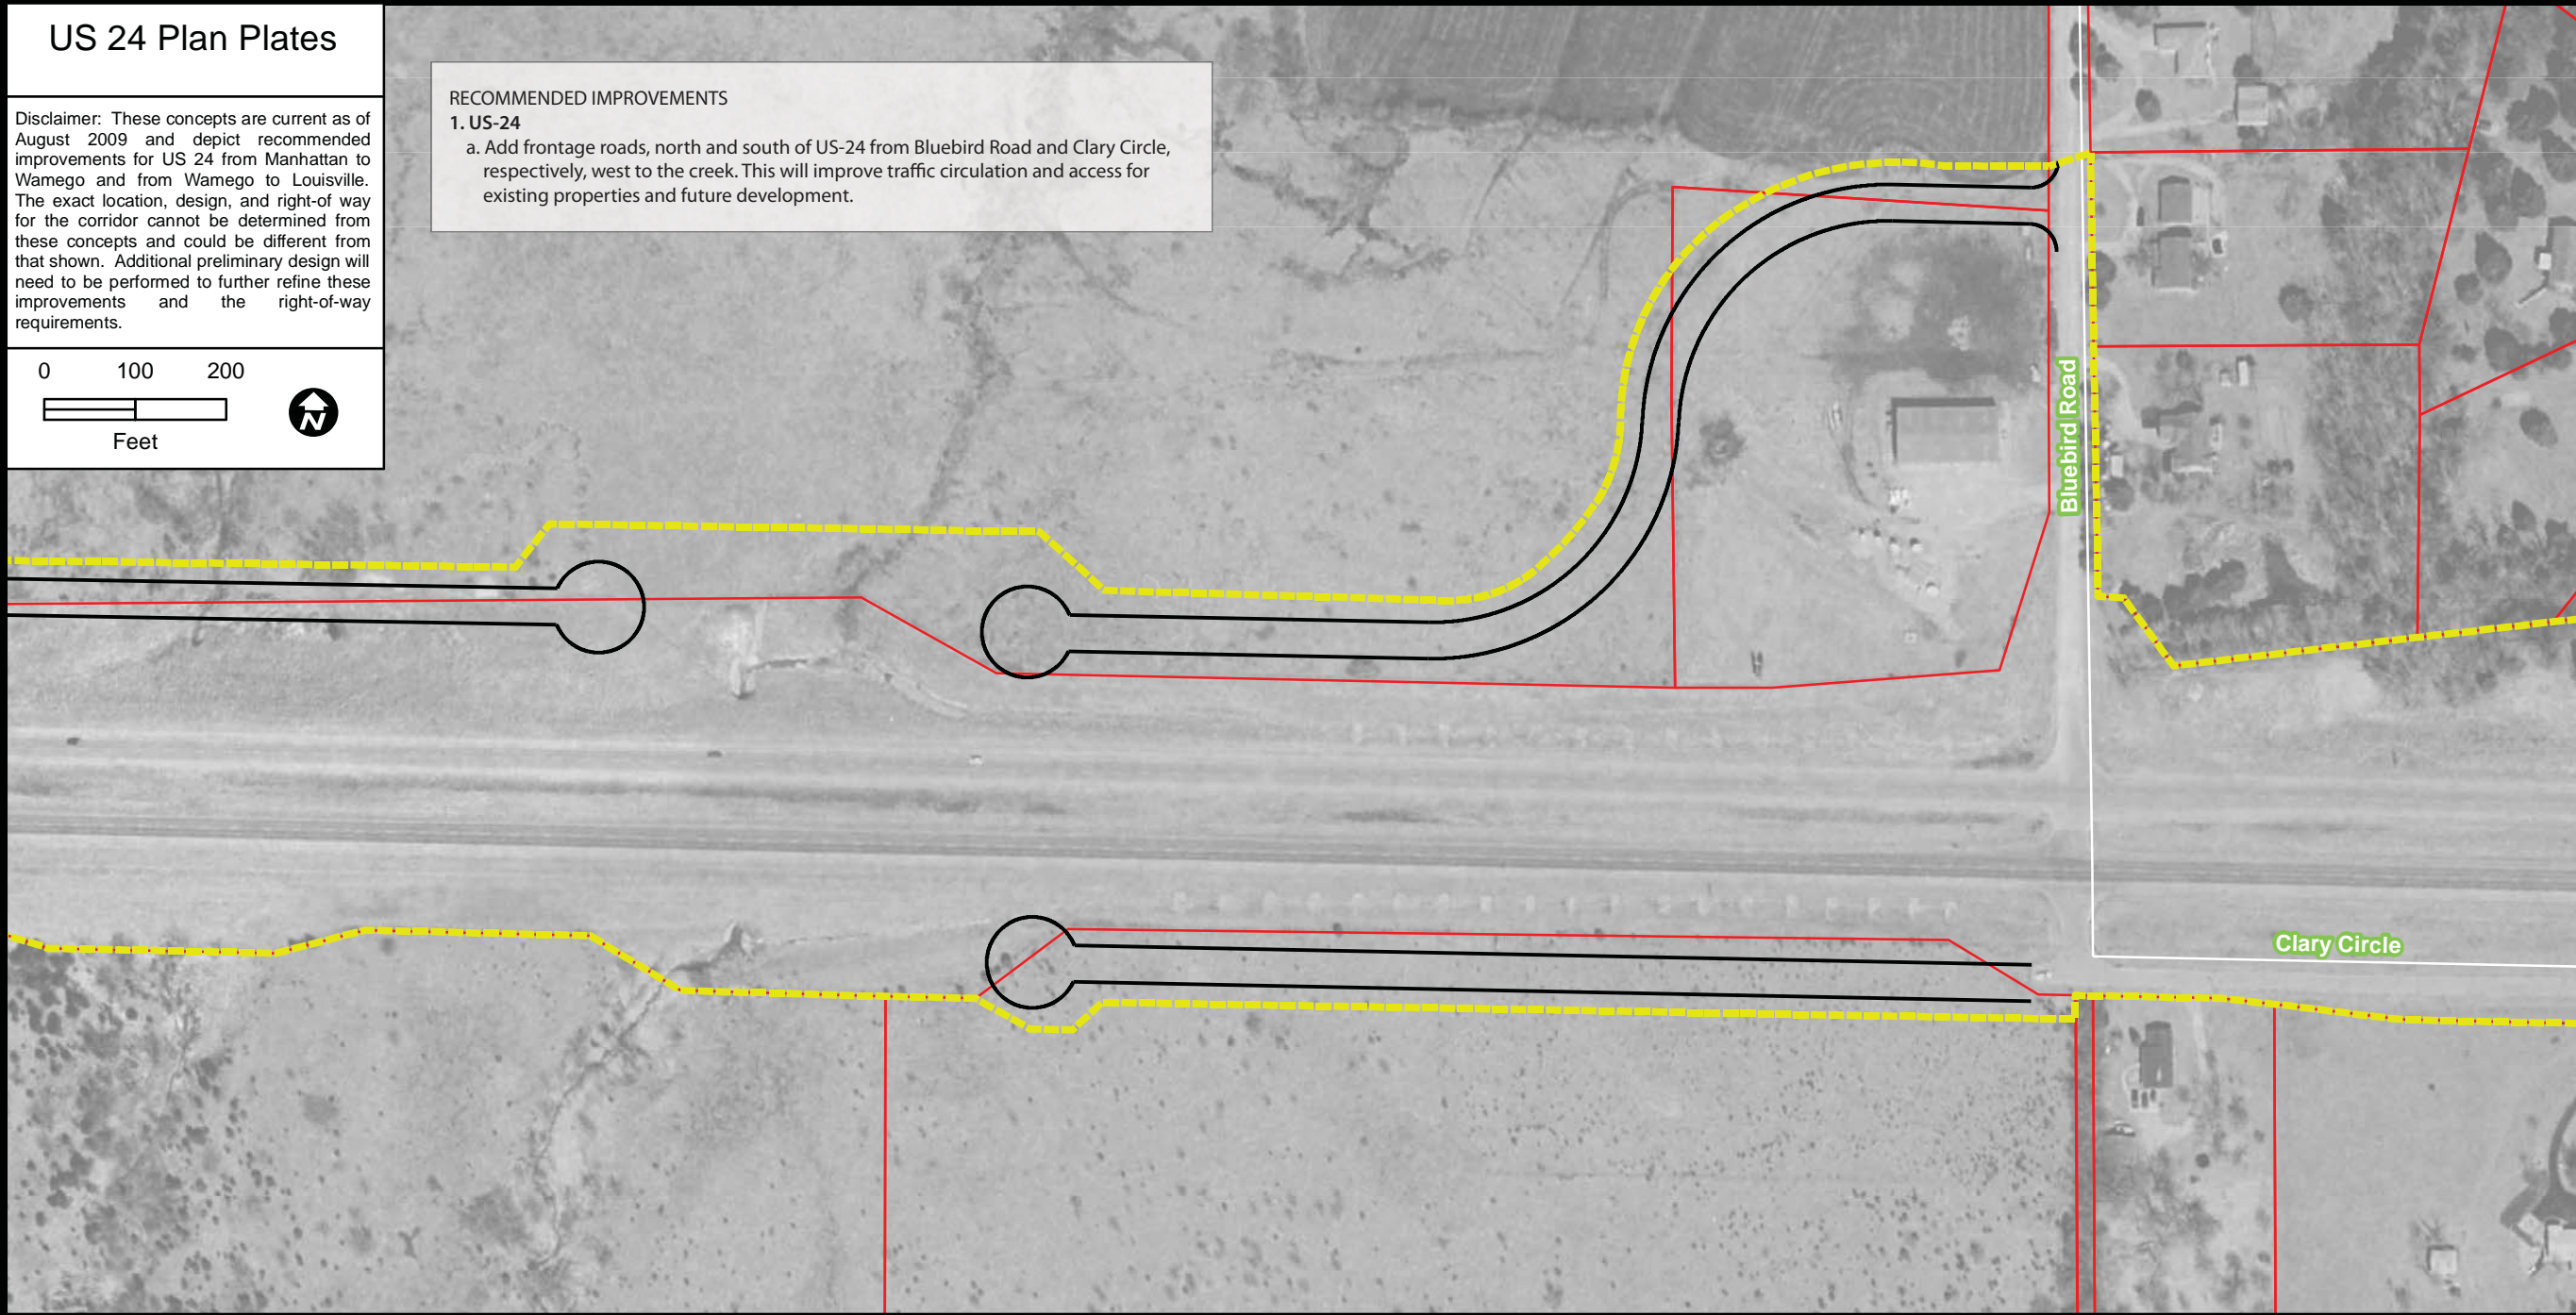 US 24 Plan Plates
Disclaimer: These concepts are current as of
August 2009 and depict recommended
improvements for US 24 from Manhattan to
Wamego and from Wamego to Louisville.
The exact location, design, and right-of way
for the corridor cannot be determined from
these concepts and could be different from
that shown. Additional preliminary design will
need to be performed to further refine these
improvements and the right-of-way
requirements.
0 100 200
Feet
N
RECOMMENDED IMPROVEMENTS
1. US-24
a. Add frontage roads, north and south of US-24 from Bluebird Road and Clary Circle,
respectively, west to the creek. This will improve traffic circulation and access for
existing properties and future development.
Bluebird Road
Clary Circle